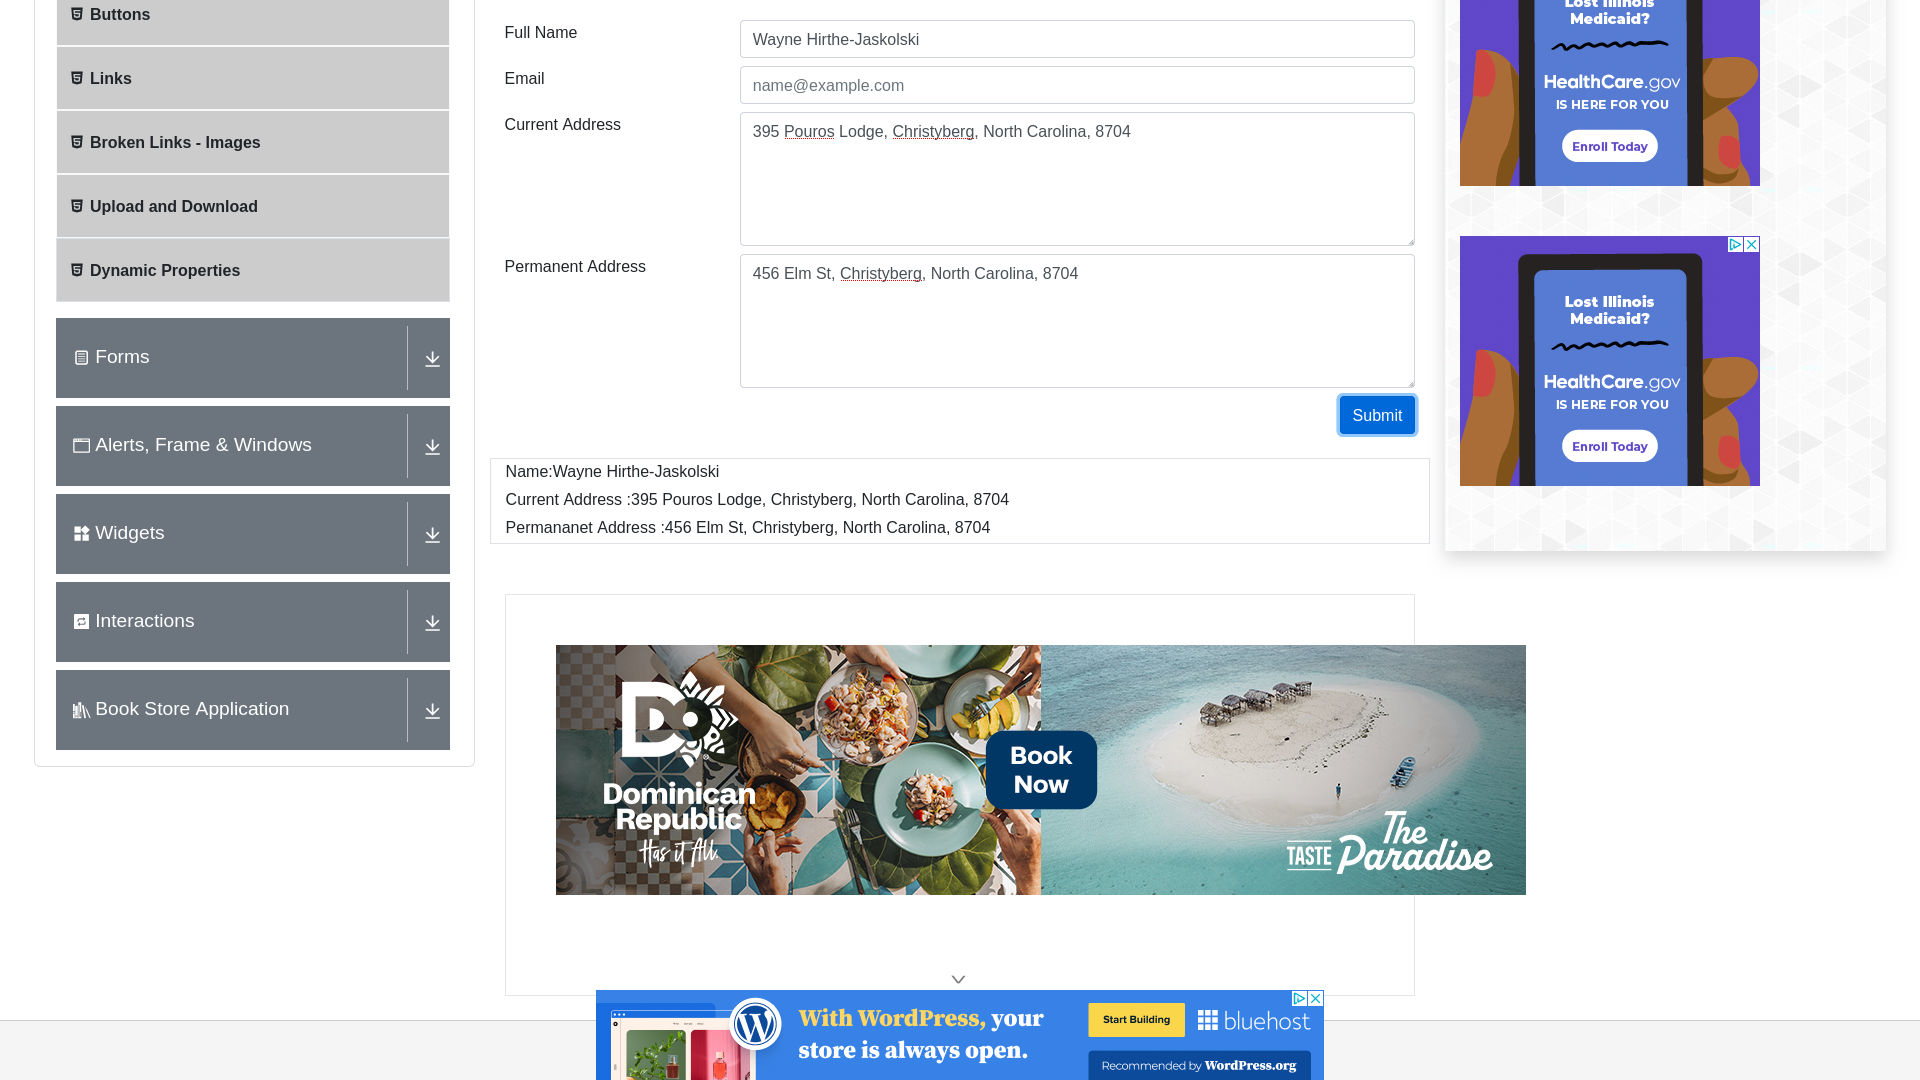 Buttons
Links
Broken Links - Images
Upload and Download
Dynamic Properties
Forms
Alerts, Frame & Windows
Widgets
Interactions
Book Store Application
Full Name
Wayne Hirthe-Jaskolski
Email
name@example.com
Current Address
395 Pouros Lodge, Christyberg, North Carolina, 8704
Permanent Address
456 Elm St, Christyberg, North Carolina, 8704
Submit
Name:Wayne Hirthe-Jaskolski
Current Address :395 Pouros Lodge, Christyberg, North Carolina, 8704
Permananet Address :456 Elm St, Christyberg, North Carolina, 8704
Lost Illinois
Medicaid?
HealthCare.gov
IS HERE FOR YOU
Enroll Today
Lost Illinois
Medicaid?
HealthCare.gov
IS HERE FOR YOU
Enroll Today
DO
Dominican
Republic
Has it All.
Book
Now
The
TASTE Paradise
With WordPress, your
store is always open.
Start Building
bluehost
Recommended by WordPress.org